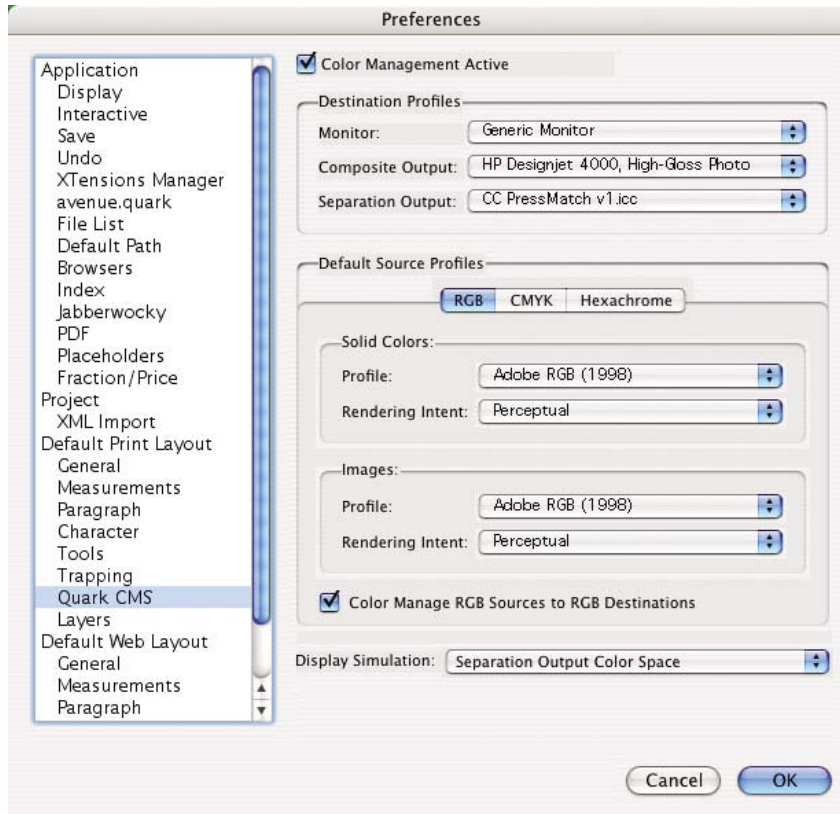 Preferences
Application
Display
Interactive
Save
Undo
XTensions Manager
avenue.quark
File List
Default Path
Browsers
Index
Jabberwocky
PDF
Placeholders
Fraction/Price
Project
XML Import
Default Print Layout
General
Measurements
Paragraph
Character
Tools
Trapping
Quark CMS
Layers
Default Web Layout
General
Measurements
Paragraph
Color Management Active
Destination Profiles
Monitor: Generic Monitor
Composite Output: HP Designjet 4000, High-Gloss Photo
Separation Output: CC PressMatch v1.icc
Default Source Profiles
RGB CMYK Hexachrome
Solid Colors:
Profile: Adobe RGB (1998)
Rendering Intent: Perceptual
Images:
Profile: Adobe RGB (1998)
Rendering Intent: Perceptual
Color Manage RGB Sources to RGB Destinations
Display Simulation: Separation Output Color Space
Cancel OK